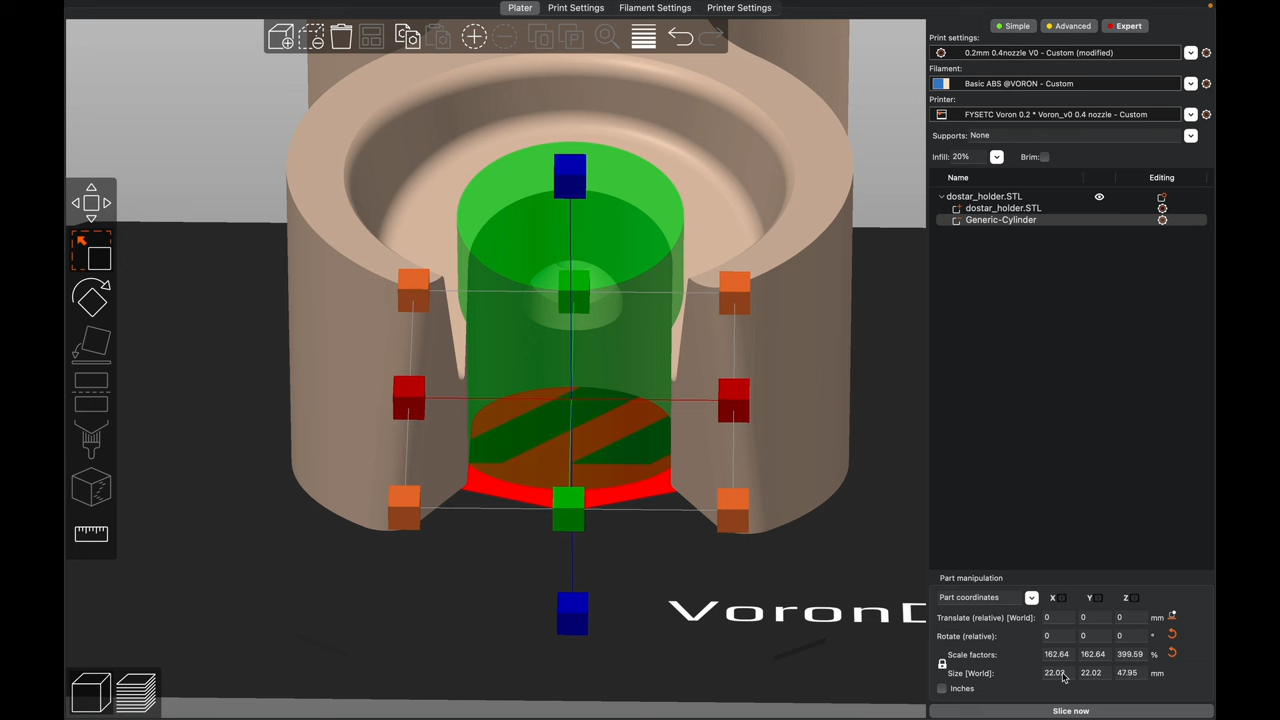 Plater Print Settings Filament Settings Printer Settings
Simple Advanced Expert
Print settings:
0.2mm 0.4nozzle V0 - Custom (modified)
Filament:
Basic ABS @VORON - Custom
Printer:
FYSETC Voron 0.2 * Voron_v0 0.4 nozzle - Custom
Supports: None
Infill: 20% Brim:
Name Editing
dostar_holder.STL
dostar_holder.STL
Generic-Cylinder
VoronD
Part manipulation
Part coordinates X Y Z
Translate (relative) [World]: 0 0 0 mm
Rotate (relative): 0 0 0 °
Scale factors: 162.64 162.64 399.59 %
Size [World]: 22.02 22.02 47.95 mm
Inches
Slice now